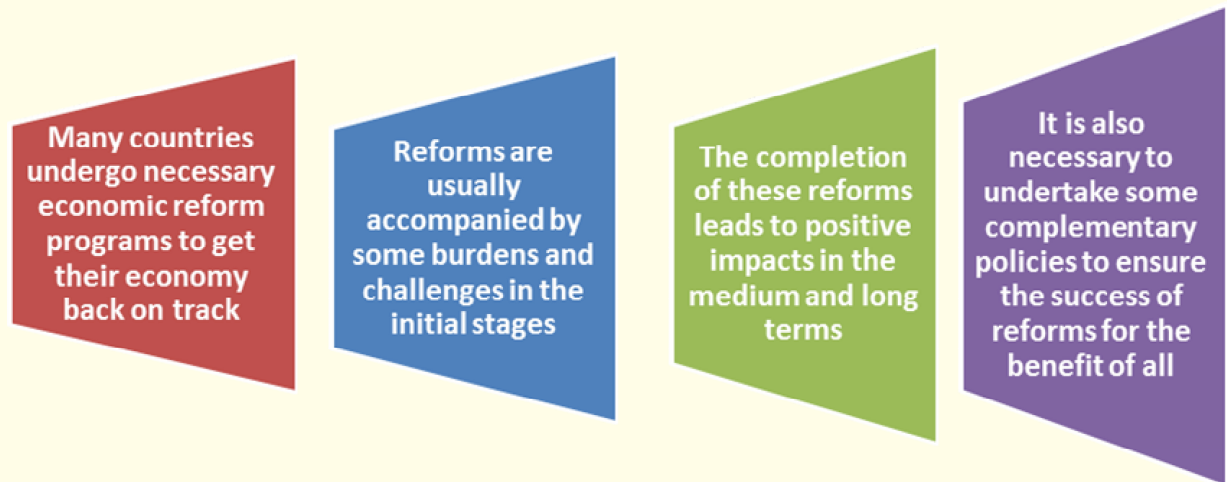 Many countries
undergo necessary
economic reform
programs to get
their economy
back on track
Reforms are
usually
accompanied by
some burdens and
challenges in the
initial stages
The completion
of these reforms
leads to positive
impacts in the
medium and long
terms
It is also
necessary to
undertake some
complementary
policies to ensure
the success of
reforms for the
benefit of all